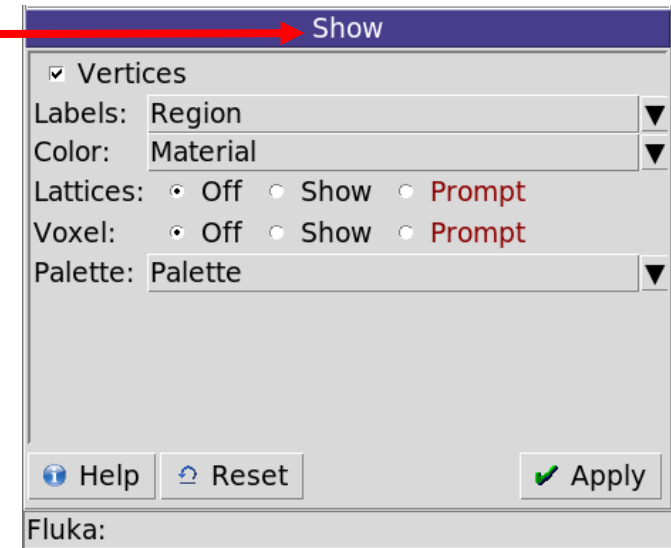 Show
Vertices
Labels: Region
Color: Material
Lattices: Off Show Prompt
Voxel: Off Show Prompt
Palette: Palette
Help Reset Apply
Fluka: